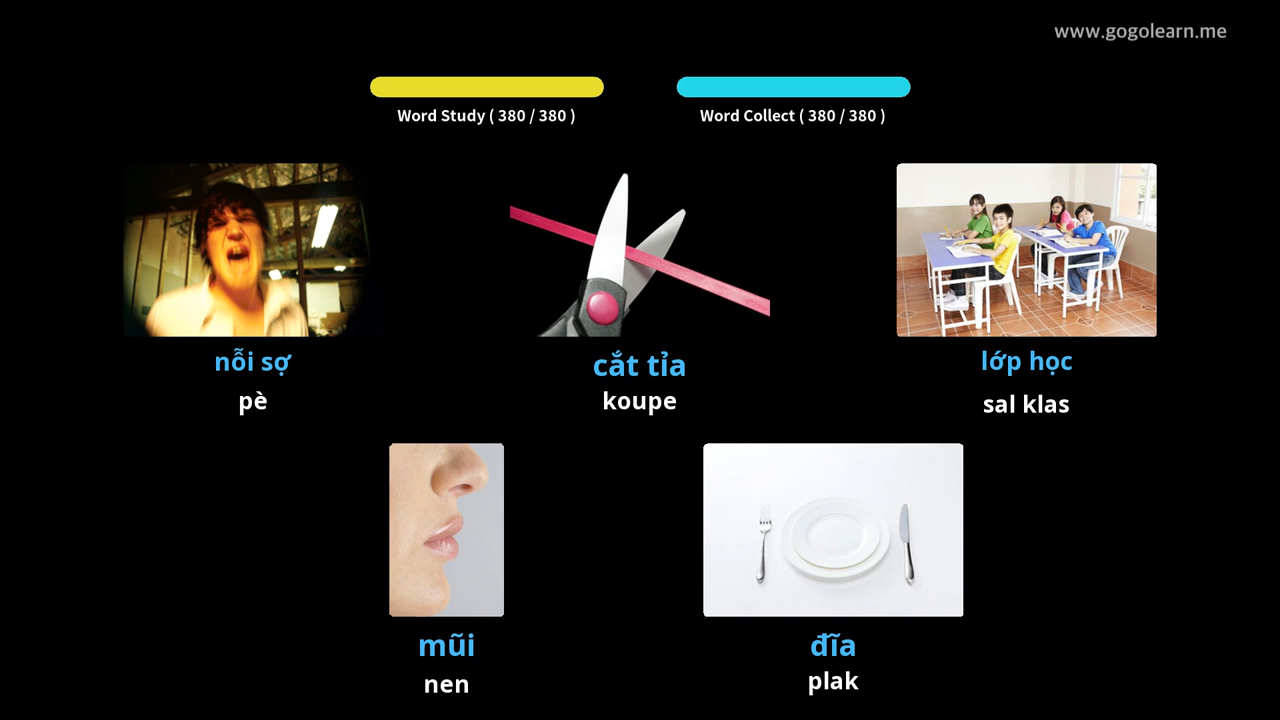 www.gogolearn.me
Word Study ( 380 / 380 )
Word Collect ( 380 / 380 )
nỗi sợ
pè
cắt tỉa
koupe
lớp học
sal klas
mũi
nen
đĩa
plak